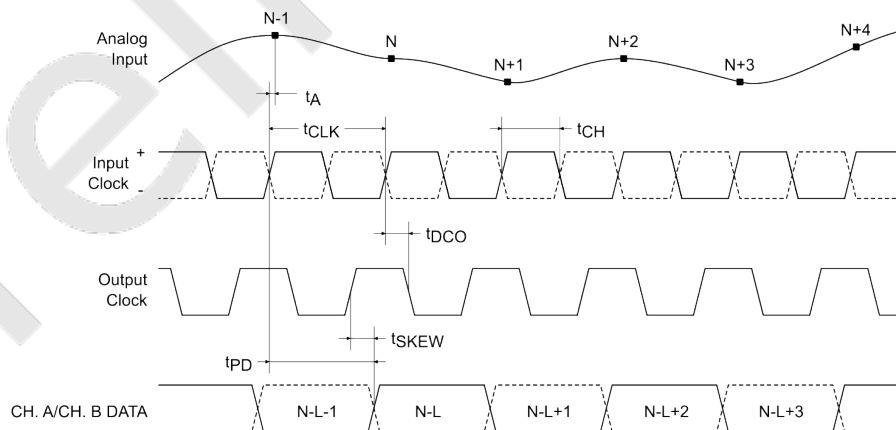 N-1
N
N+1
N+2
N+3
N+4
Analog
Input
tA
tCLK
tCH
Input
Clock
+
-
tDCO
Output
Clock
tSKEW
tPD
CH. A/CH. B DATA
N-L-1
N-L
N-L+1
N-L+2
N-L+3